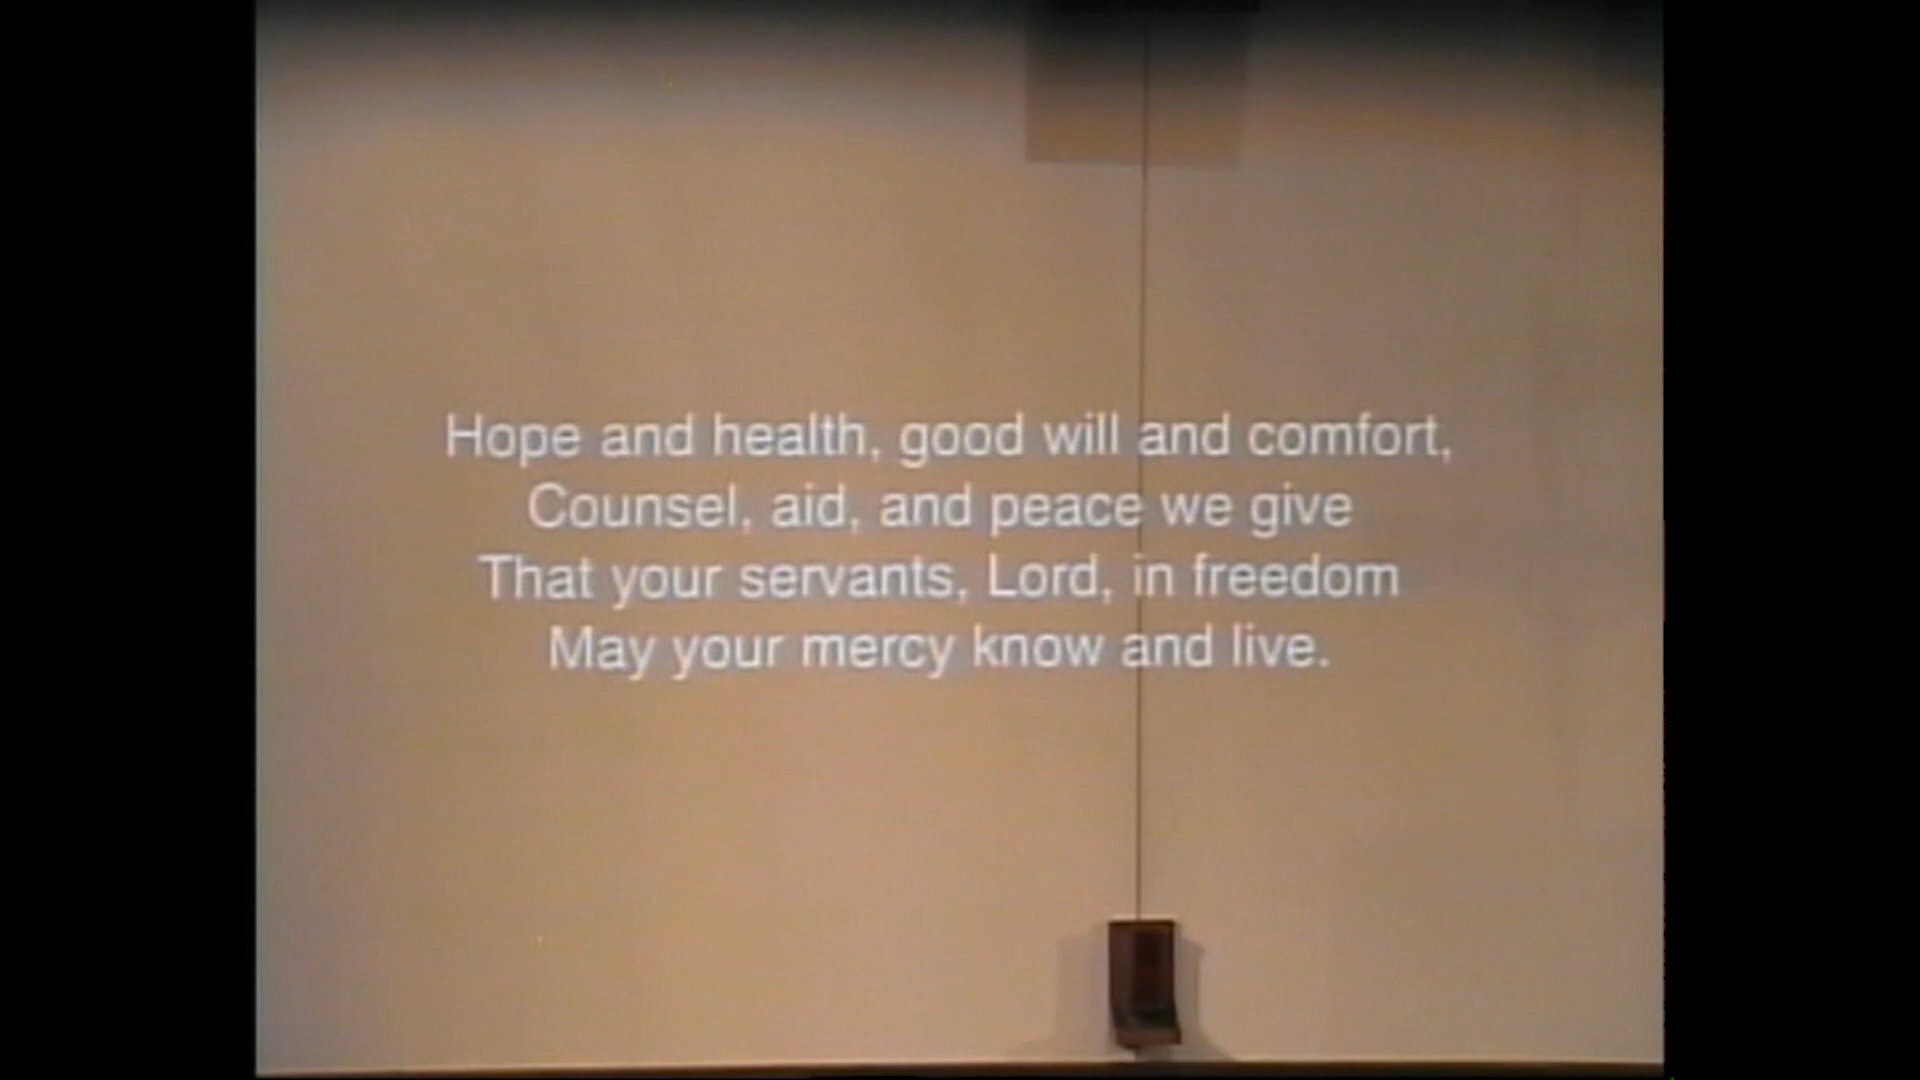 Hope and health, good will and comfort,
Counsel, aid, and peace we give
That your servants, Lord, in freedom
May your mercy know and live.